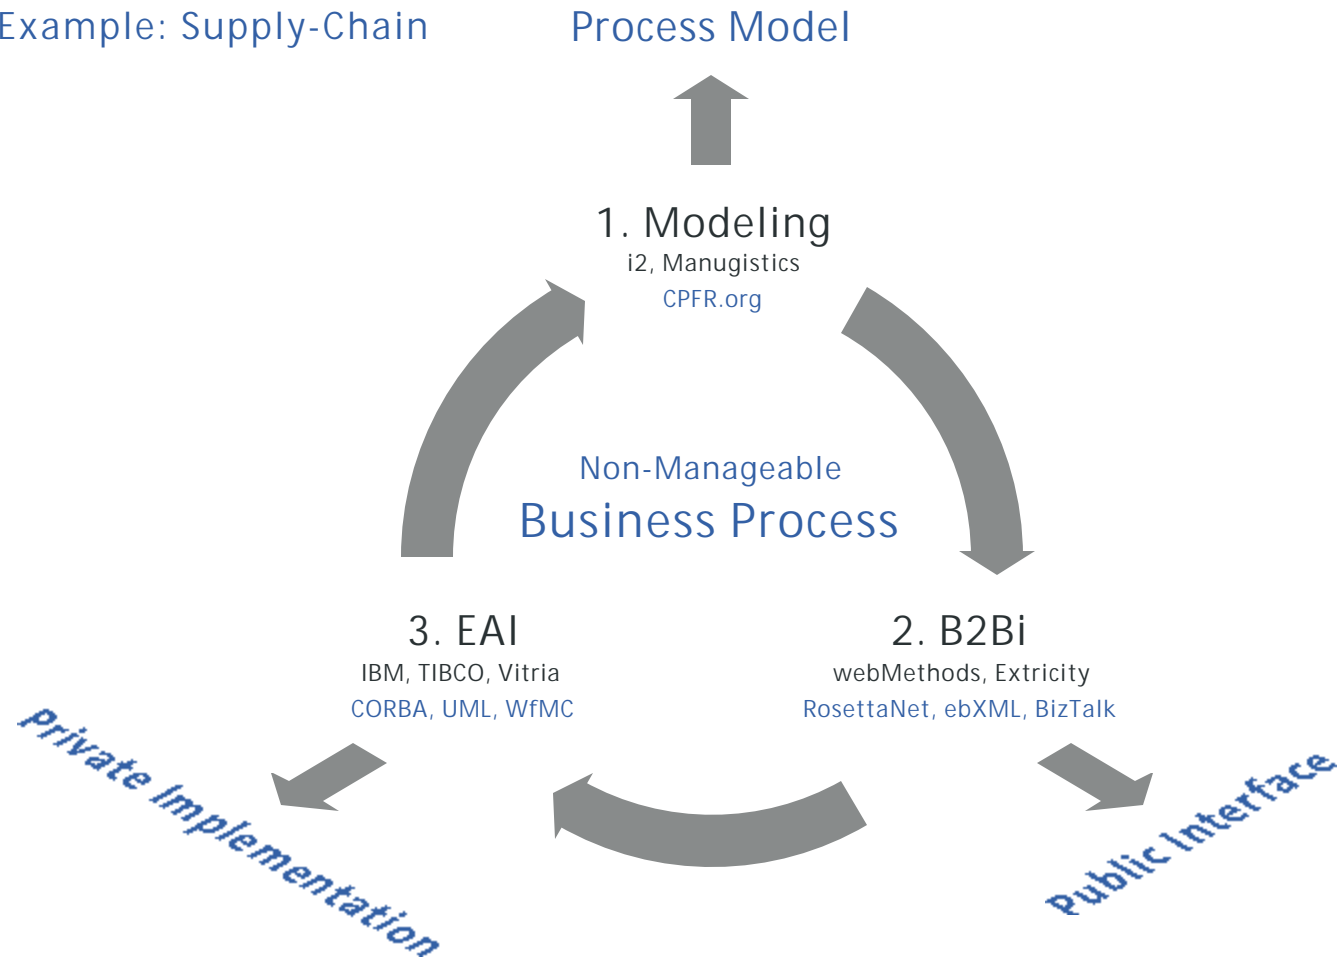 Example: Supply-Chain
Process Model
1. Modeling
i2, Manugistics
CPFR.org
Non-Manageable
Business Process
3. EAI
IBM, TIBCO, Vitria
CORBA, UML, WfMC
2. B2Bi
webMethods, Extricity
RosettaNet, ebXML, BizTalk
Private Implementation
Public Interface